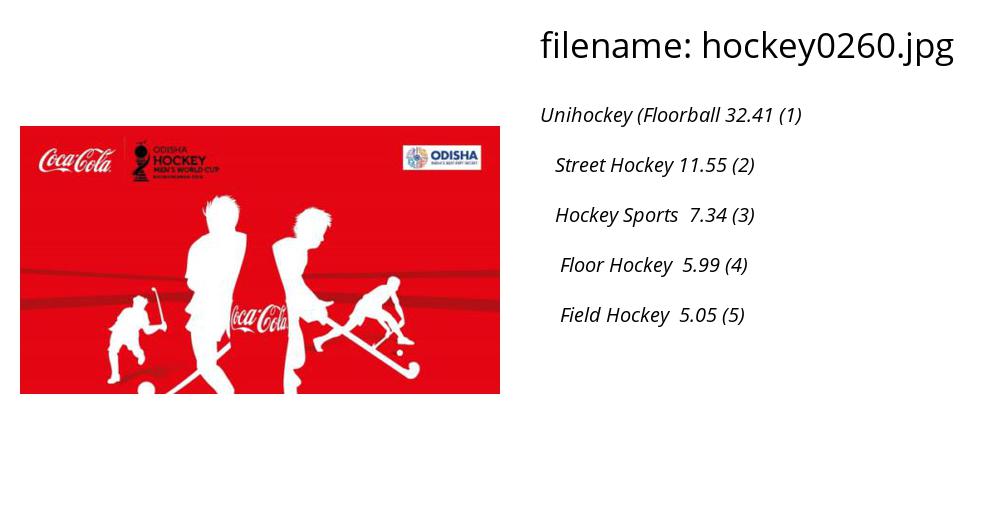 filename: hockey0260.jpg
Unihockey (Floorball 32.41 (1)
Street Hockey 11.55 (2)
Hockey Sports 7.34 (3)
Floor Hockey 5.99 (4)
Field Hockey 5.05 (5)
Coca-Cola
ODISHA
HOCKEY
MEN'S WORLD CUP
ODISHA
Coca-Cola